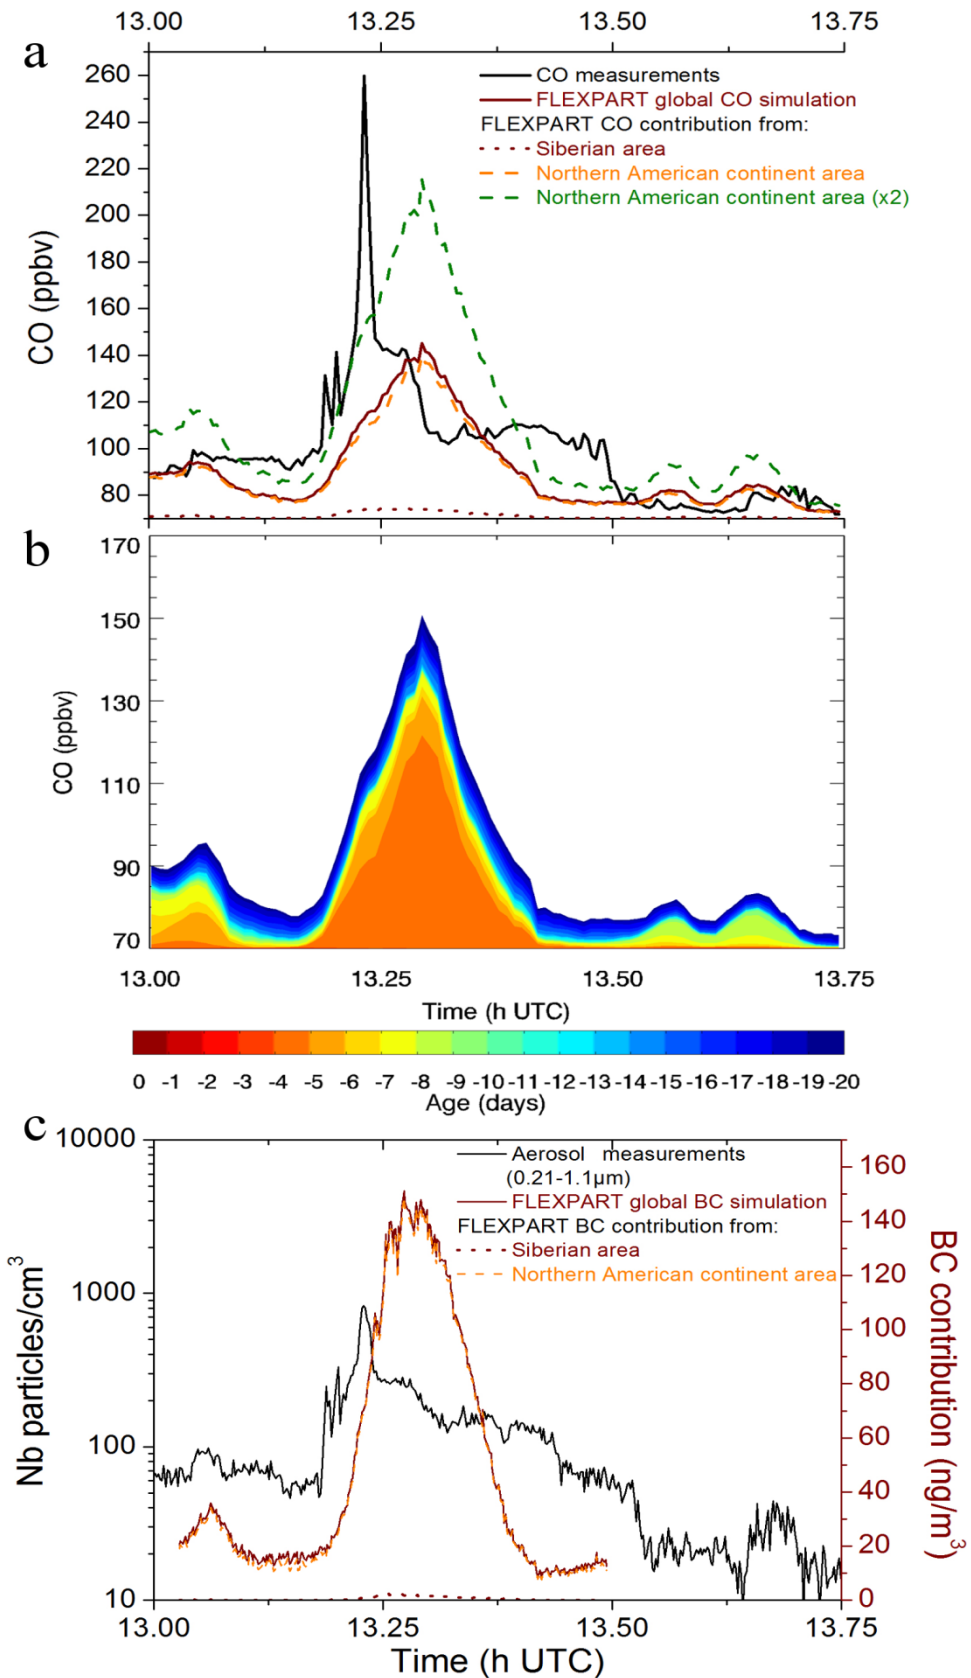 13.00 13.25 13.50 13.75
a
CO measurements
FLEXPART global CO simulation
FLEXPART CO contribution from:
Siberian area
Northern American continent area
Northern American continent area (x2)
260
240
220
200
180
160
140
120
100
80
CO (ppbv)
b
170
150
130
110
90
70
CO (ppbv)
13.00 13.25 13.50 13.75
Time (h UTC)
0 -1 -2 -3 -4 -5 -6 -7 -8 -9 -10 -11 -12 -13 -14 -15 -16 -17 -18 -19 -20
Age (days)
c
10000
1000
100
10
Nb particles/cm³
Aerosol measurements
(0.21-1.1µm)
FLEXPART global BC simulation
FLEXPART BC contribution from:
Siberian area
Northern American continent area
160
140
120
100
80
60
40
20
0
BC contribution (ng/m³)
13.00 13.25 13.50 13.75
Time (h UTC)